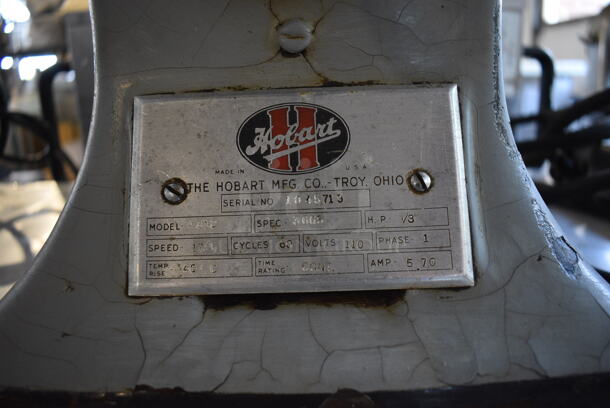 Hobart
MADE IN U.S.A.
THE HOBART MFG. CO., TROY, OHIO
SERIAL NO
MODEL SPEC H.P. 1/3
SPEED CYCLES 60 VOLTS 110 PHASE 1
TEMP. RISE TIME RATING AMP. 5.70